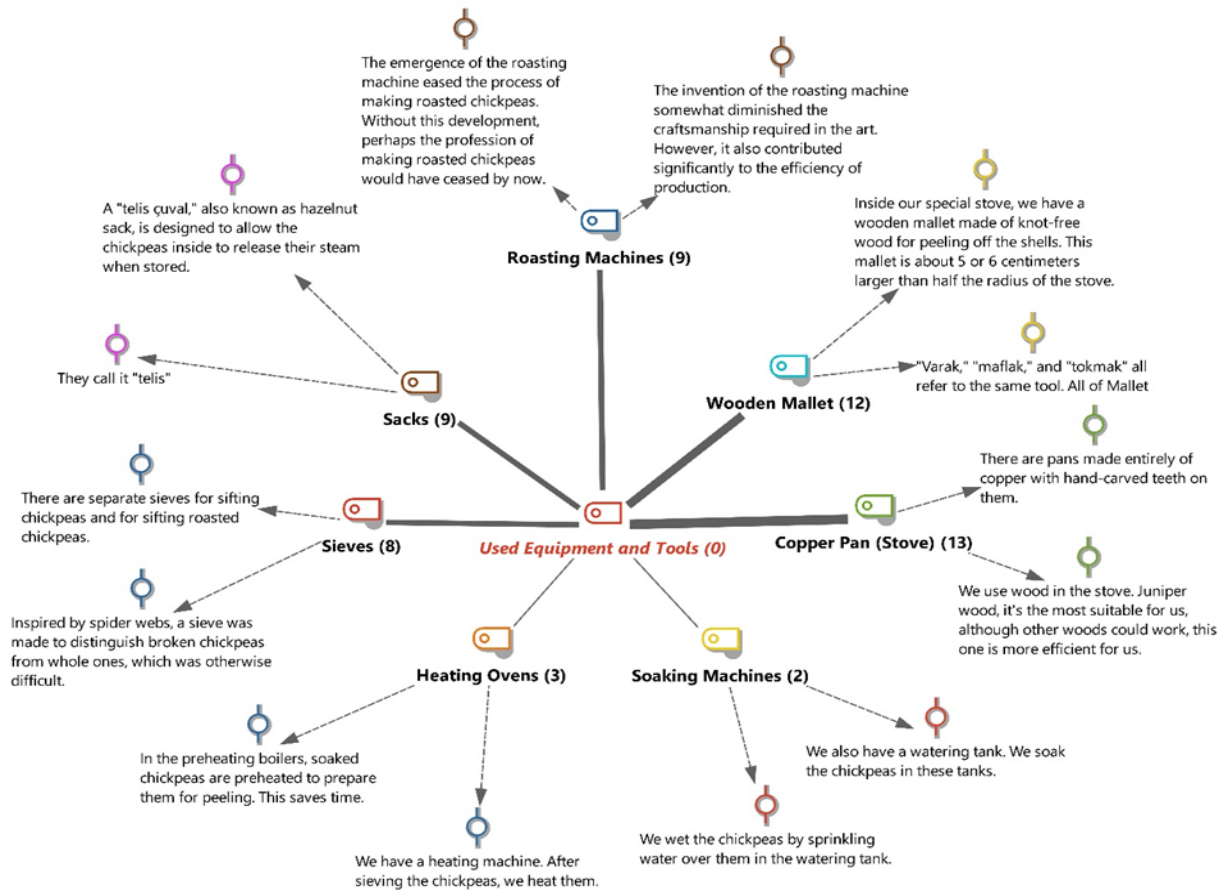 The emergence of the roasting
machine eased the process of
making roasted chickpeas.
Without this development,
perhaps the profession of
making roasted chickpeas
would have ceased by now.
The invention of the roasting machine
somewhat diminished the
craftsmanship required in the art.
However, it also contributed
significantly to the efficiency of
production.
Roasting Machines (9)
A "telis çuval," also known as hazelnut
sack, is designed to allow the
chickpeas inside to release their steam
when stored.
They call it "telis"
Sacks (9)
Inside our special stove, we have a
wooden mallet made of knot-free
wood for peeling off the shells. This
mallet is about 5 or 6 centimeters
larger than half the radius of the stove.
"Varak," "maflak," and "tokmak" all
refer to the same tool. All of Mallet
Wooden Mallet (12)
There are separate sieves for sifting
chickpeas and for sifting roasted
chickpeas.
Sieves (8)
Inspired by spider webs, a sieve was
made to distinguish broken chickpeas
from whole ones, which was otherwise
difficult.
Used Equipment and Tools (0)
There are pans made entirely of
copper with hand-carved teeth on
them.
Copper Pan (Stove) (13)
We use wood in the stove. Juniper
wood, it's the most suitable for us,
although other woods could work, this
one is more efficient for us.
Heating Ovens (3)
In the preheating boilers, soaked
chickpeas are preheated to prepare
them for peeling. This saves time.
We have a heating machine. After
sieving the chickpeas, we heat them.
Soaking Machines (2)
We also have a watering tank. We soak
the chickpeas in these tanks.
We wet the chickpeas by sprinkling
water over them in the watering tank.